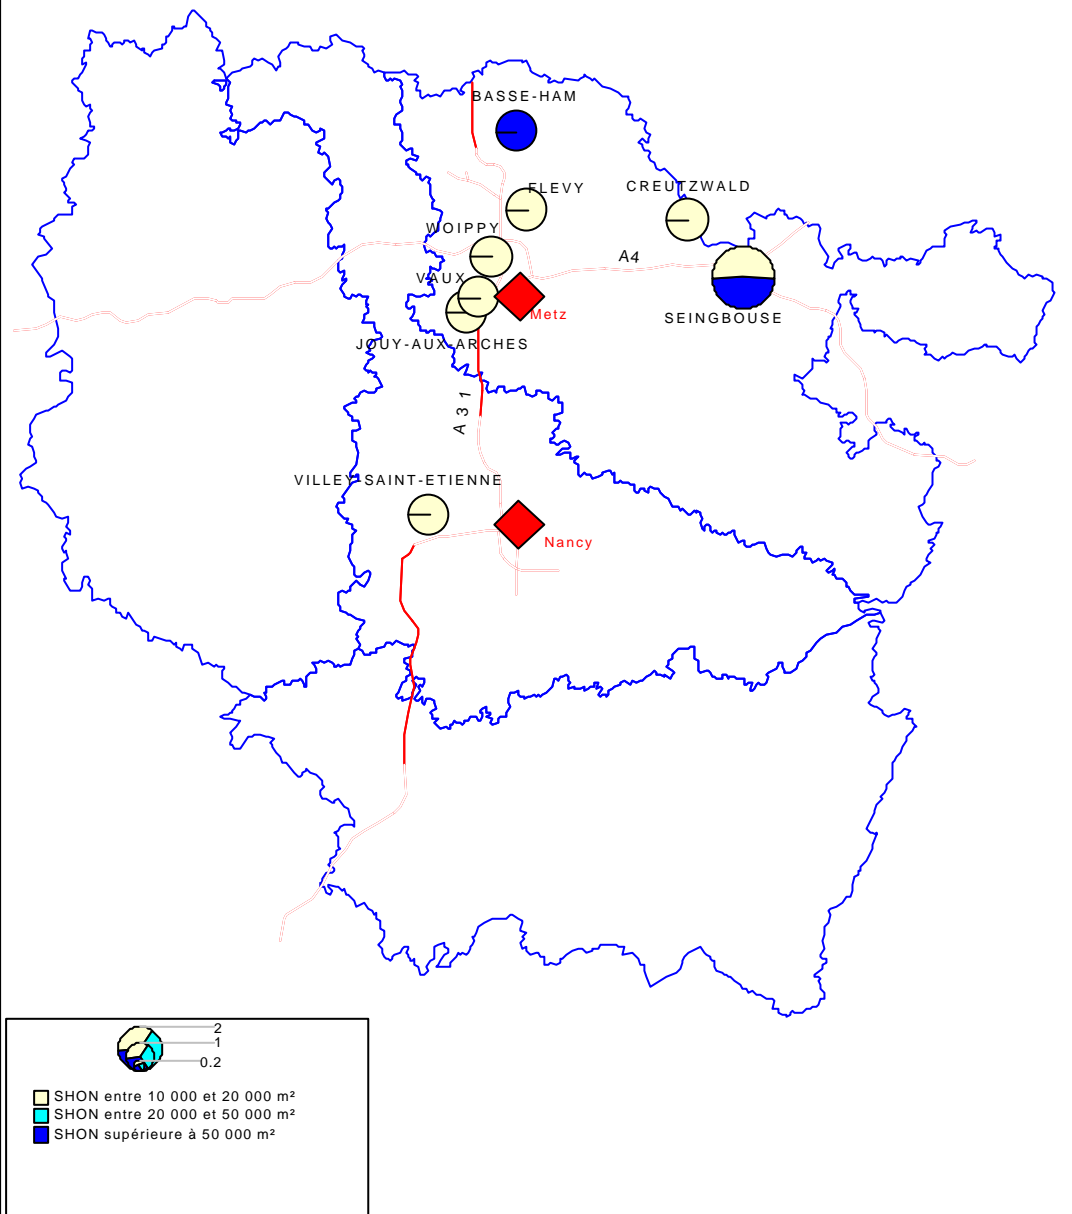 BASSE-HAM
FLEVY
CREUTZWALD
WOIPPY
A4
VAUX
Metz
SEINGBOUSE
JOUY-AUX-ARCHES
A 3 1
VILLEY-SAINT-ETIENNE
Nancy
2
1
0.2
SHON entre 10 000 et 20 000 m²
SHON entre 20 000 et 50 000 m²
SHON supérieure à 50 000 m²